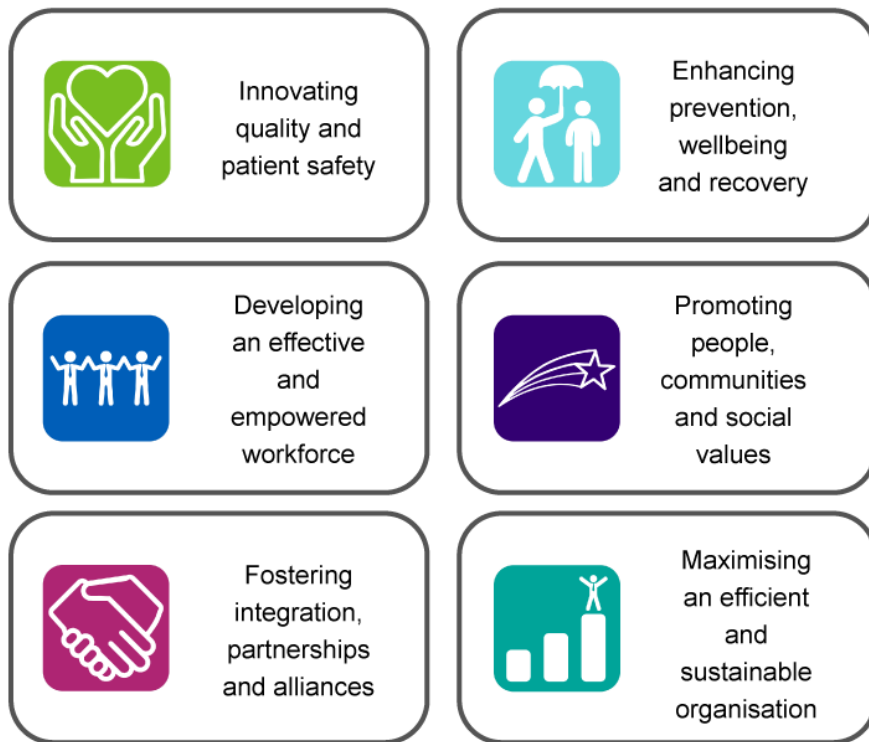 Innovating
quality and
patient safety
Enhancing
prevention,
wellbeing
and recovery
Developing
an effective
and
empowered
workforce
Promoting
people,
communities
and social
values
Fostering
integration,
partnerships
and alliances
Maximising
an efficient
and
sustainable
organisation